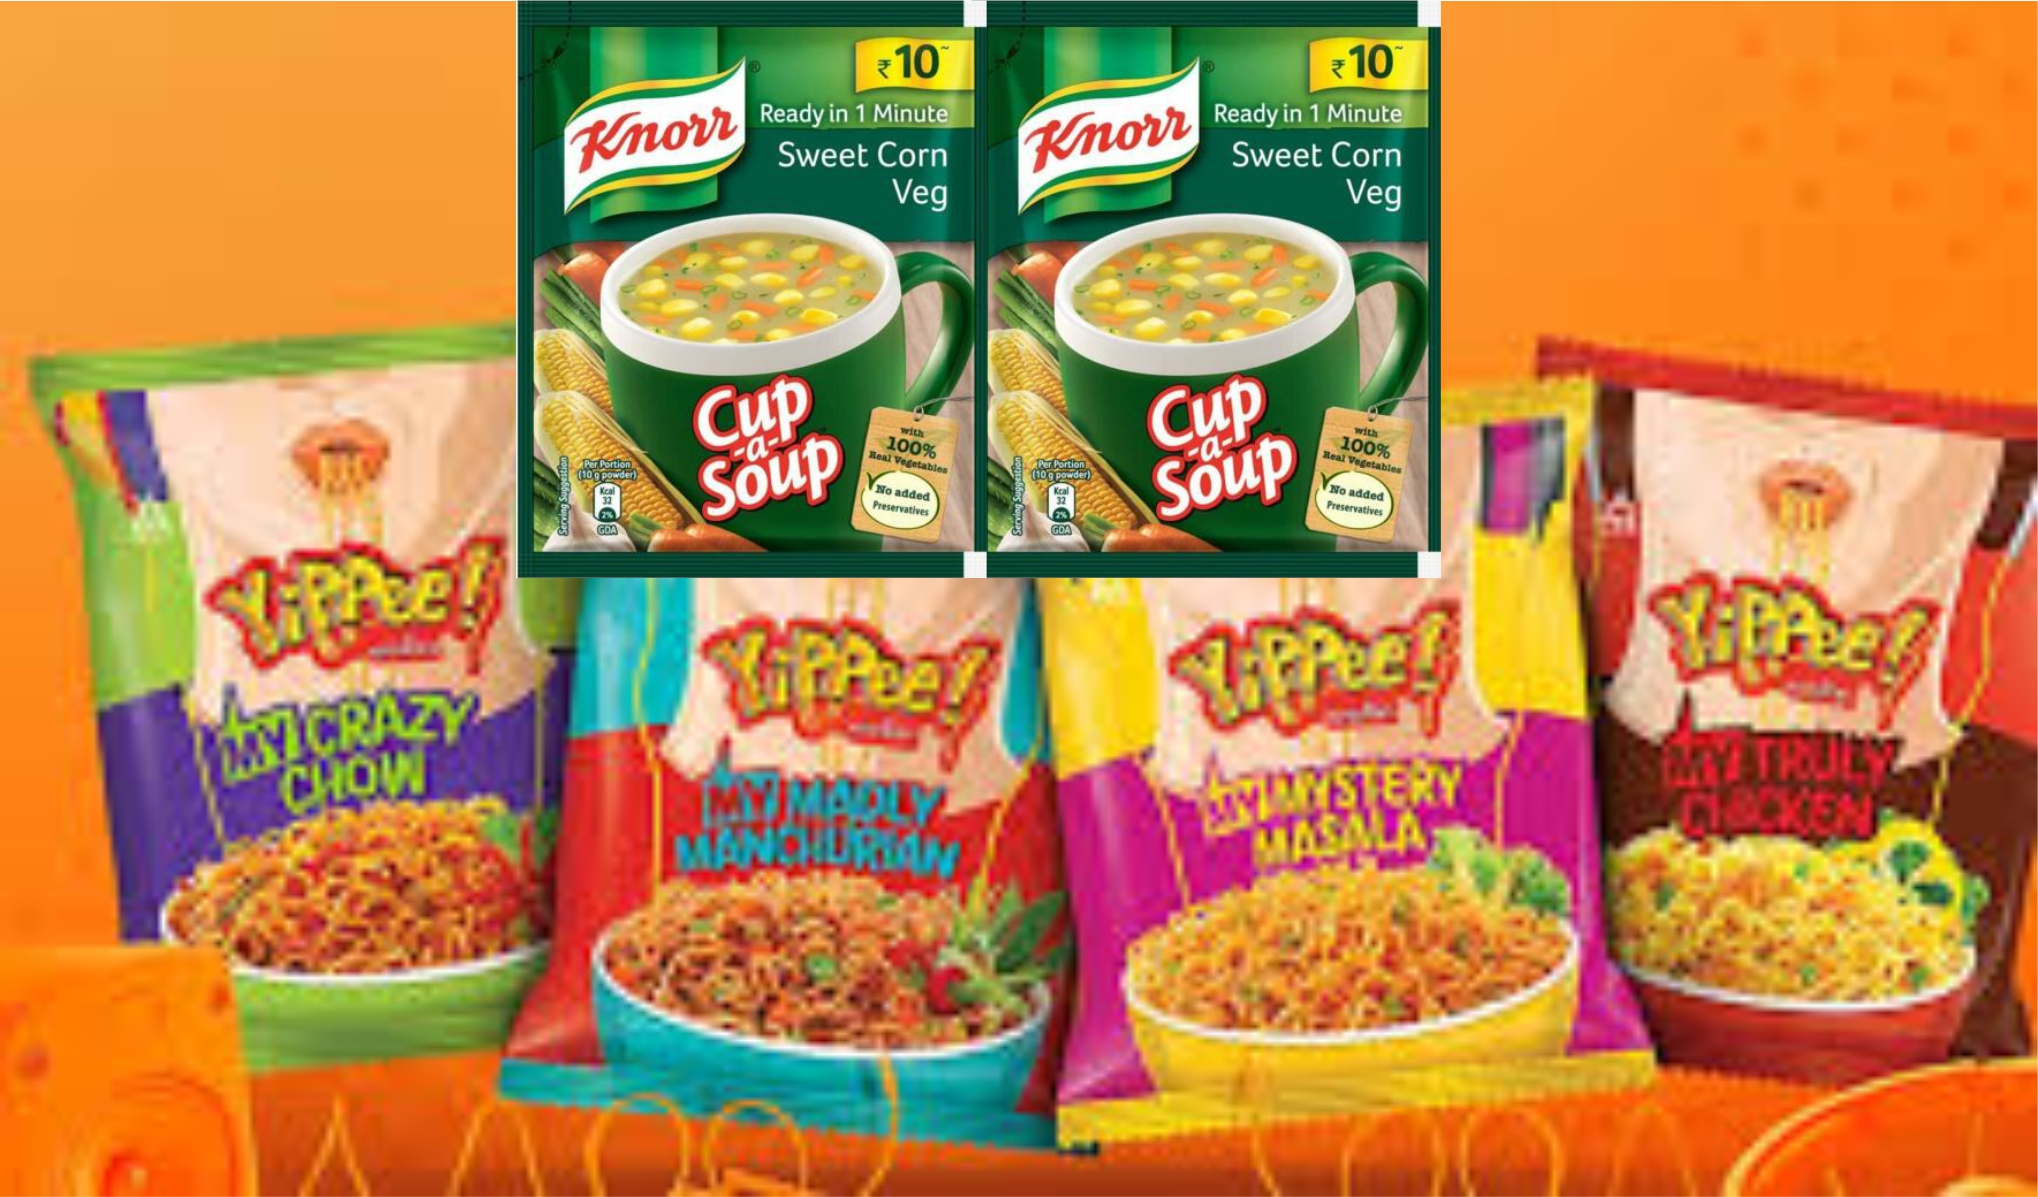 ₹10~
Knorr®
Ready in 1 Minute
Sweet Corn
Veg
Cup
-a-
Soup
with
100%
Real Vegetables
No added
Preservatives
Serving Suggestion
Per Portion
(10 g powder)
Kcal
32
2%
GDA
₹10~
Knorr®
Ready in 1 Minute
Sweet Corn
Veg
Cup
-a-
Soup
with
100%
Real Vegetables
No added
Preservatives
Serving Suggestion
Per Portion
(10 g powder)
Kcal
32
2%
GDA
YiPPee!
MY CRAZY
CHOW
YiPPee!
MY MADLY
MANCHURIAN
YiPPee!
MY MYSTERY
MASALA
YiPPee!
MY TRULY
CHICKEN